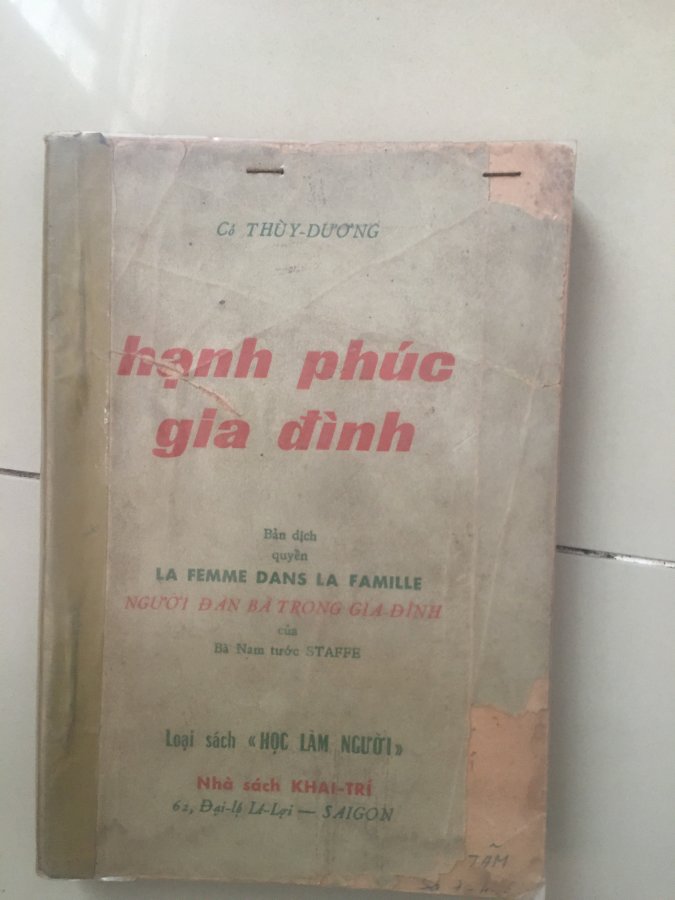 Cô THÙY-DƯƠNG
hạnh phúc
gia đình
Bản dịch
quyển
LA FEMME DANS LA FAMILLE
NGƯỜI ĐÀN BÀ TRONG GIA-ĐÌNH
của
Bà Nam tước STAFFE
Loại sách «HỌC LÀM NGƯỜI»
Nhà sách KHAI-TRÍ
62, Đại-lộ Lê-Lợi — SAIGON
TÂM